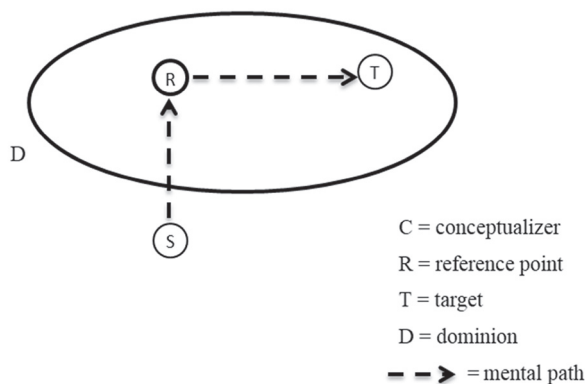 R
T
D
S
C = conceptualizer
R = reference point
T = target
D = dominion
= mental path